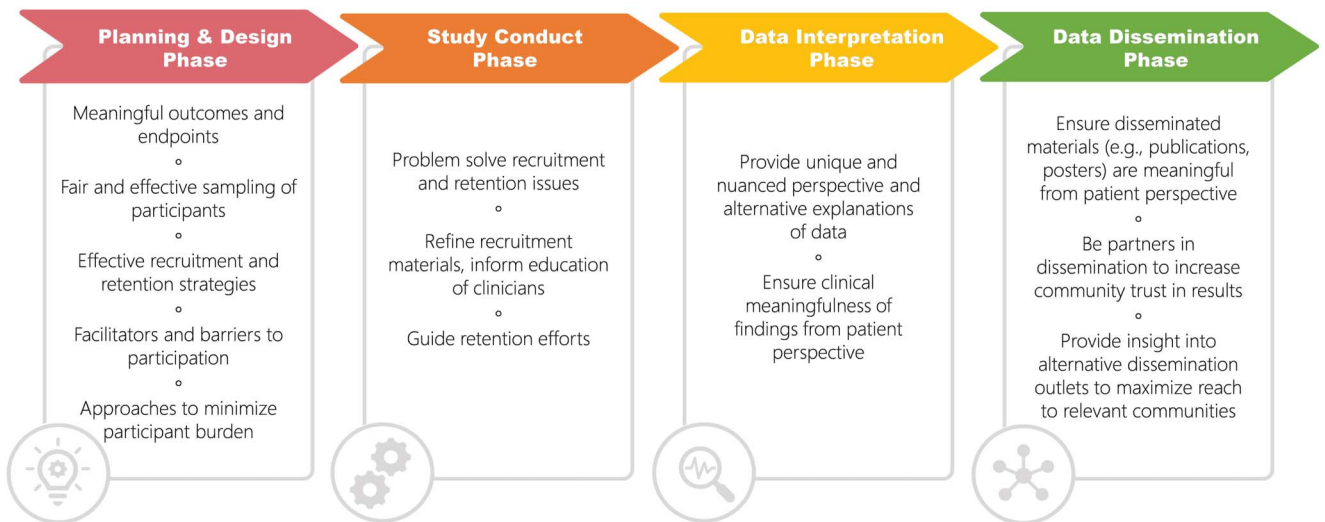 Planning & Design
Phase
Meaningful outcomes and
endpoints
Fair and effective sampling of
participants
Effective recruitment and
retention strategies
Facilitators and barriers to
participation
Approaches to minimize
participant burden
Study Conduct
Phase
Problem solve recruitment
and retention issues
Refine recruitment
materials, inform education
of clinicians
Guide retention efforts
Data Interpretation
Phase
Provide unique and
nuanced perspective and
alternative explanations
of data
Ensure clinical
meaningfulness of
findings from patient
perspective
Data Dissemination
Phase
Ensure disseminated
materials (e.g., publications,
posters) are meaningful
from patient perspective
Be partners in
dissemination to increase
community trust in results
Provide insight into
alternative dissemination
outlets to maximize reach
to relevant communities